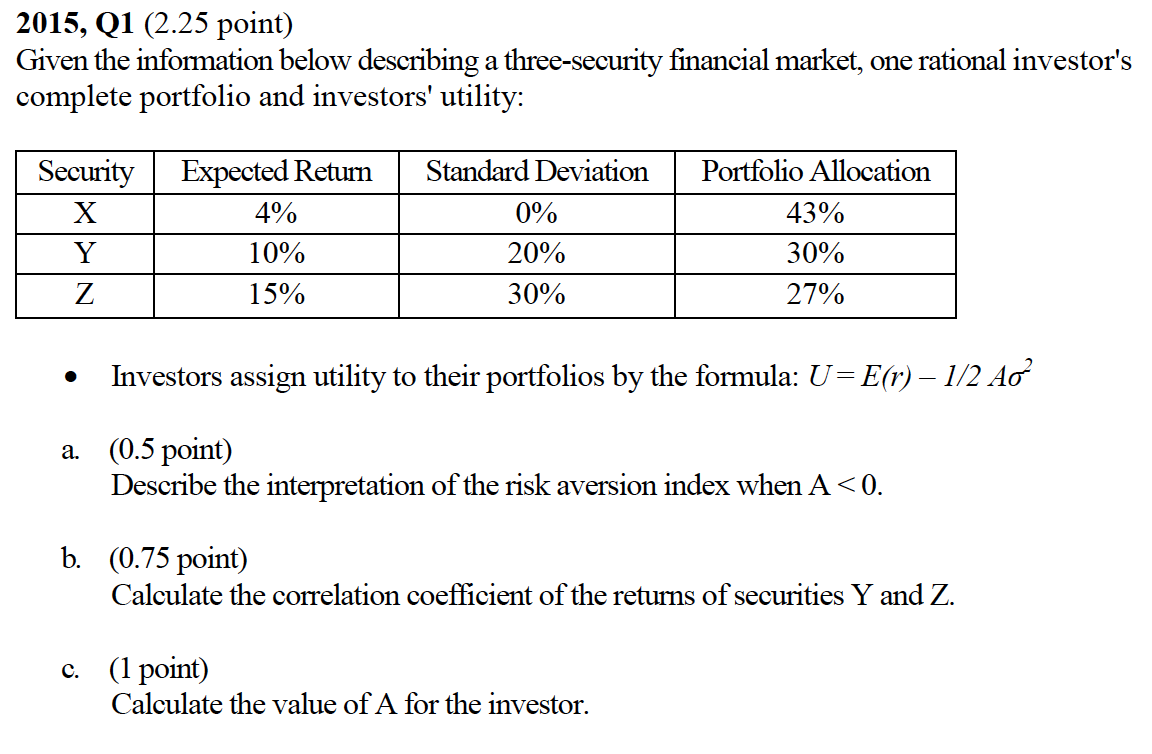 2015, Q1 (2.25 point)
Given the information below describing a three-security financial market, one rational investor's
complete portfolio and investors' utility:
Security Expected Return Standard Deviation Portfolio Allocation
X 4% 0% 43%
Y 10% 20% 30%
Z 15% 30% 27%
• Investors assign utility to their portfolios by the formula: U = E(r) – 1/2 Aσ²
a. (0.5 point)
Describe the interpretation of the risk aversion index when A < 0.
b. (0.75 point)
Calculate the correlation coefficient of the returns of securities Y and Z.
c. (1 point)
Calculate the value of A for the investor.